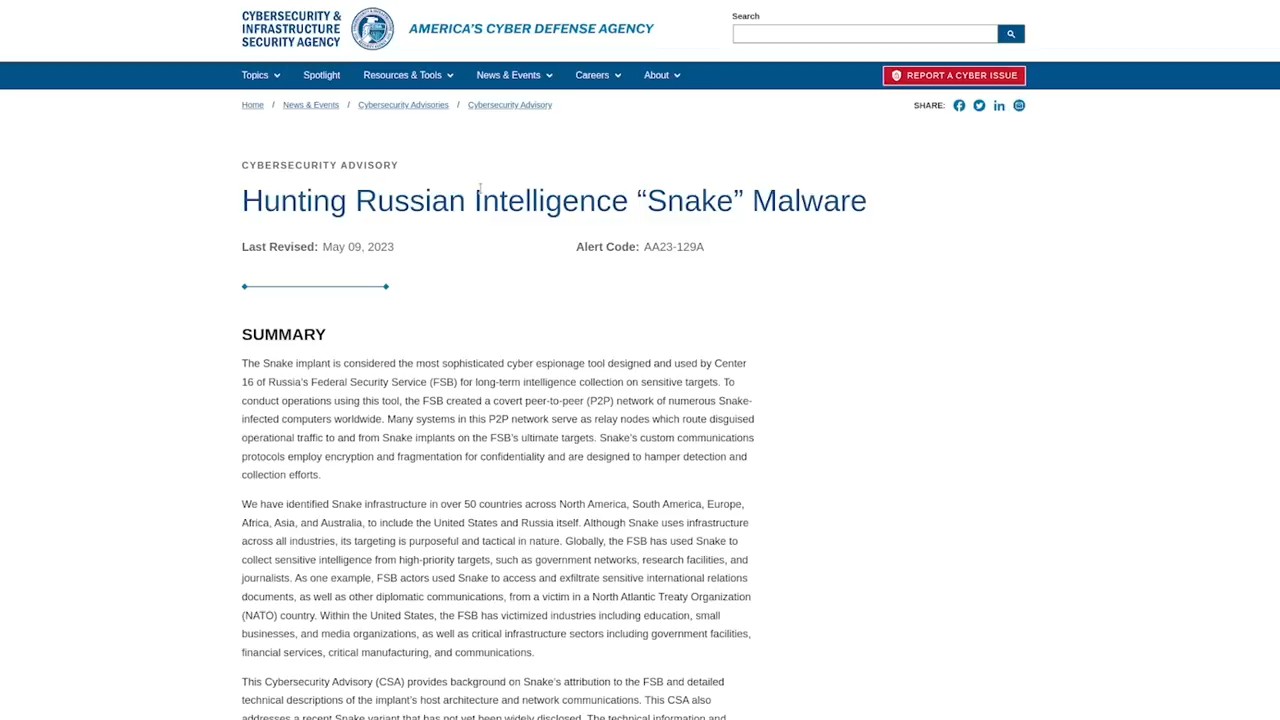 CYBERSECURITY &
INFRASTRUCTURE
SECURITY AGENCY
AMERICA'S CYBER DEFENSE AGENCY
Search
Topics
Spotlight
Resources & Tools
News & Events
Careers
About
REPORT A CYBER ISSUE
Home / News & Events / Cybersecurity Advisories / Cybersecurity Advisory
SHARE:
CYBERSECURITY ADVISORY
Hunting Russian Intelligence “Snake” Malware
Last Revised: May 09, 2023
Alert Code: AA23-129A
SUMMARY
The Snake implant is considered the most sophisticated cyber espionage tool designed and used by Center
16 of Russia's Federal Security Service (FSB) for long-term intelligence collection on sensitive targets. To
conduct operations using this tool, the FSB created a covert peer-to-peer (P2P) network of numerous Snake-
infected computers worldwide. Many systems in this P2P network serve as relay nodes which route disguised
operational traffic to and from Snake implants on the FSB's ultimate targets. Snake's custom communications
protocols employ encryption and fragmentation for confidentiality and are designed to hamper detection and
collection efforts.
We have identified Snake infrastructure in over 50 countries across North America, South America, Europe,
Africa, Asia, and Australia, to include the United States and Russia itself. Although Snake uses infrastructure
across all industries, its targeting is purposeful and tactical in nature. Globally, the FSB has used Snake to
collect sensitive intelligence from high-priority targets, such as government networks, research facilities, and
journalists. As one example, FSB actors used Snake to access and exfiltrate sensitive international relations
documents, as well as other diplomatic communications, from a victim in a North Atlantic Treaty Organization
(NATO) country. Within the United States, the FSB has victimized industries including education, small
businesses, and media organizations, as well as critical infrastructure sectors including government facilities,
financial services, critical manufacturing, and communications.
This Cybersecurity Advisory (CSA) provides background on Snake's attribution to the FSB and detailed
technical descriptions of the implant's host architecture and network communications. This CSA also
addresses a recent Snake variant that has not yet been widely disclosed. The technical information and